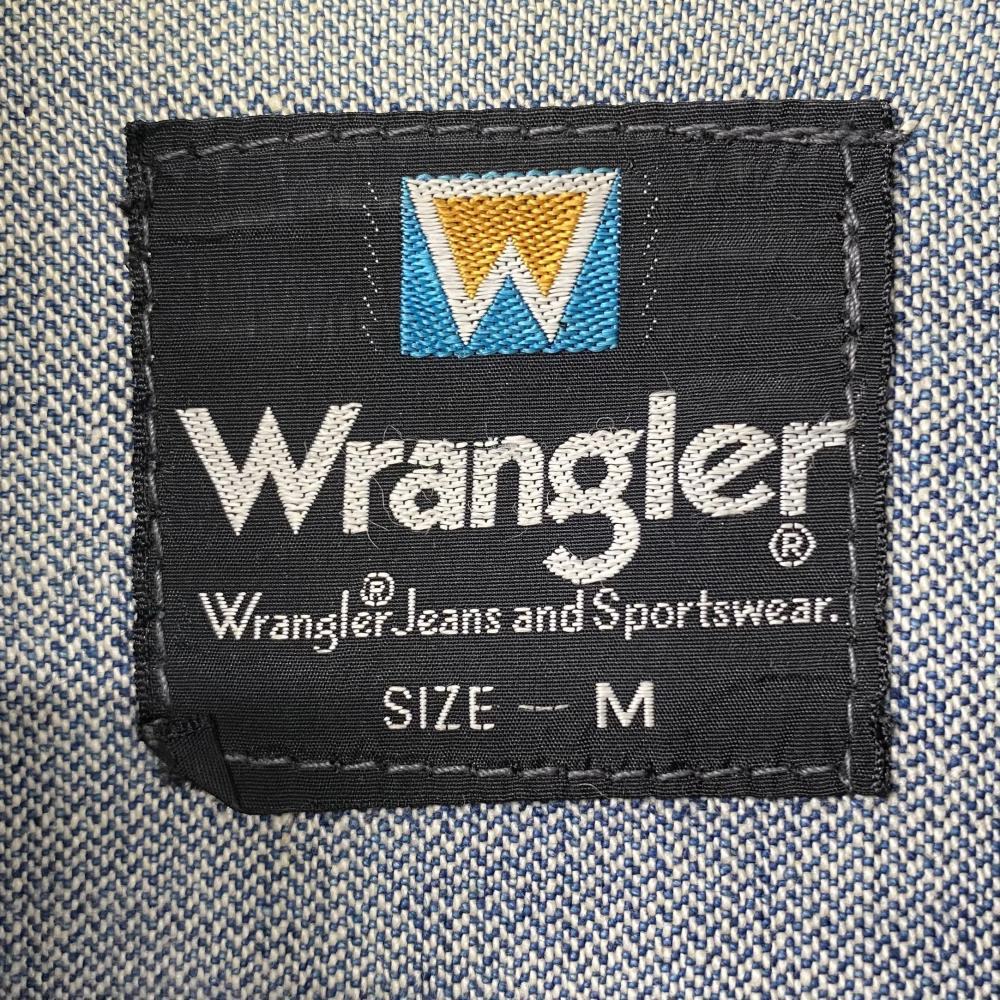 W
Wrangler®
Wrangler® Jeans and Sportswear.
SIZE — M